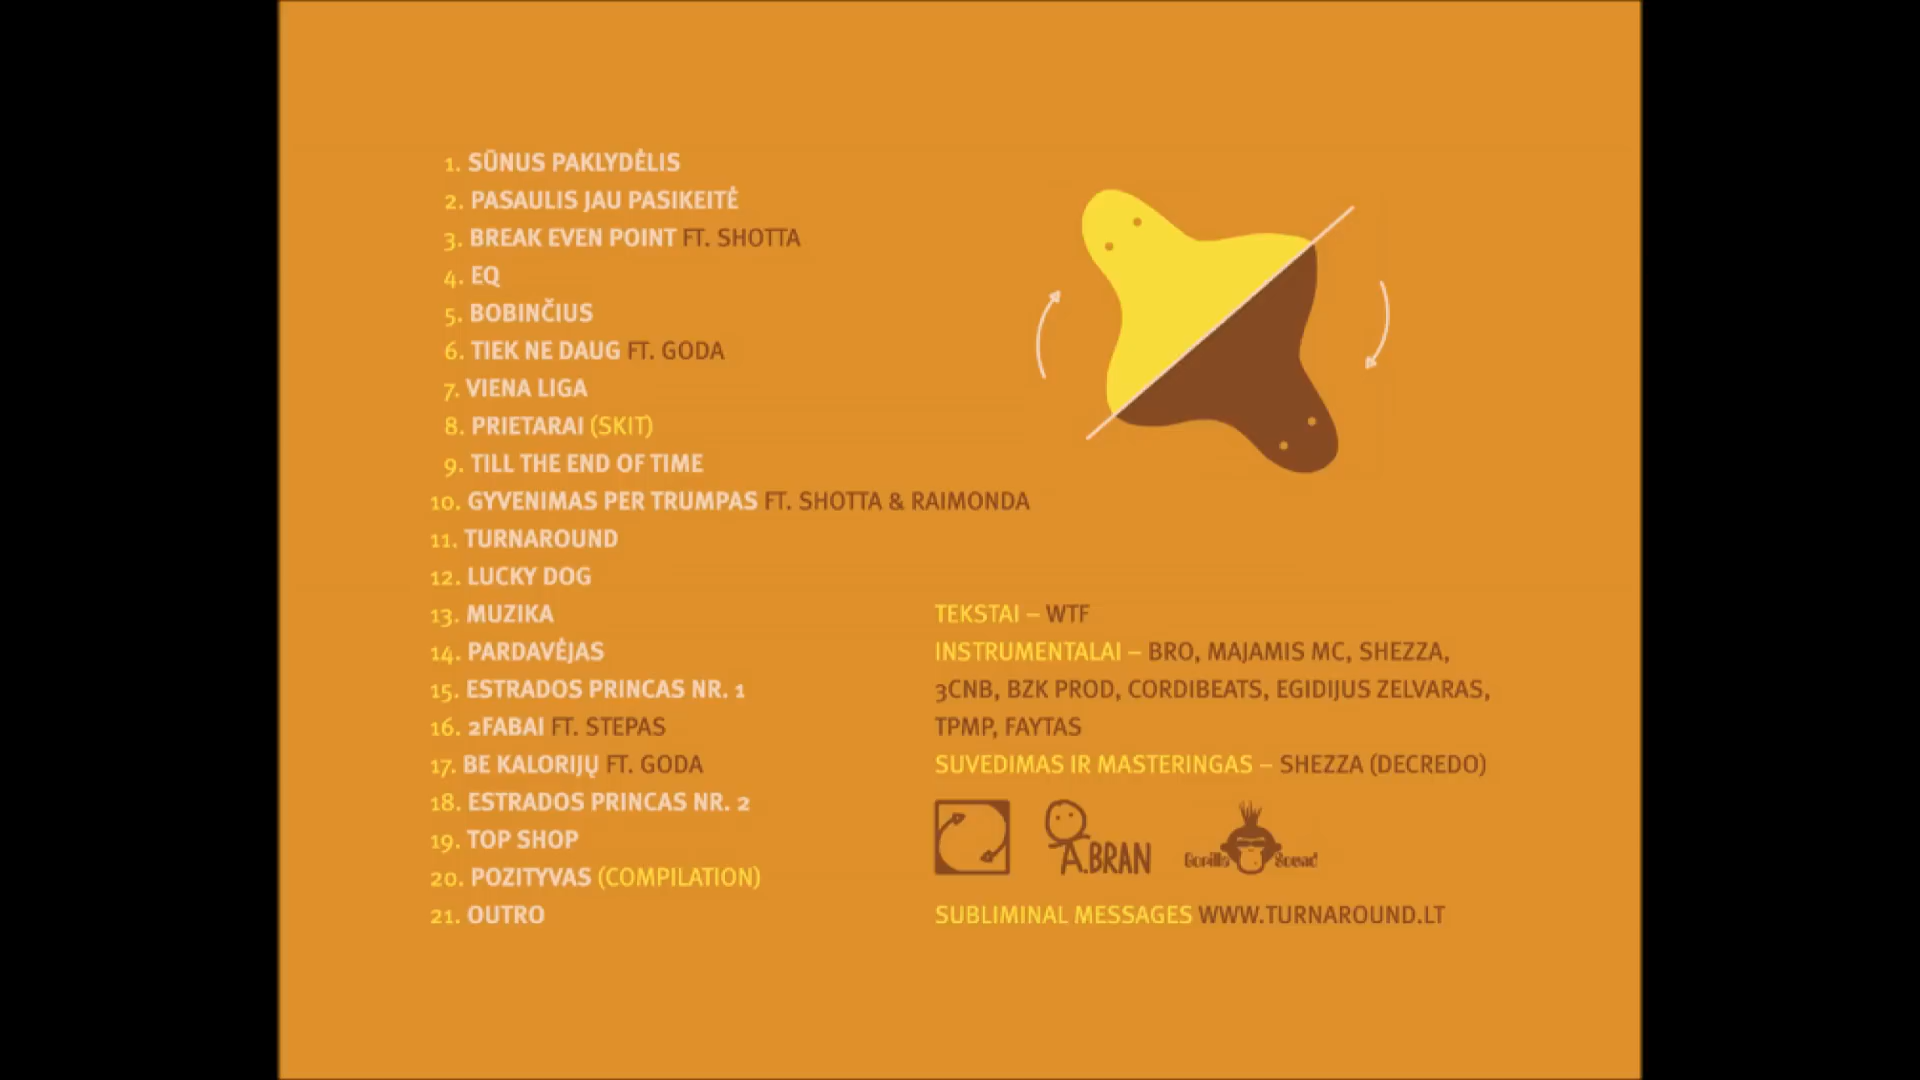 1. SŪNUS PAKLYDĖLIS
2. PASAULIS JAU PASIKEITĖ
3. BREAK EVEN POINT FT. SHOTTA
4. EQ
5. BOBINČIUS
6. TIEK NE DAUG FT. GODA
7. VIENA LIGA
8. PRIETARAI (SKIT)
9. TILL THE END OF TIME
10. GYVENIMAS PER TRUMPAS FT. SHOTTA & RAIMONDA
11. TURNAROUND
12. LUCKY DOG
13. MUZIKA
14. PARDAVĖJAS
15. ESTRADOS PRINCAS NR. 1
16. 2FABAI FT. STEPAS
17. BE KALORIJŲ FT. GODA
18. ESTRADOS PRINCAS NR. 2
19. TOP SHOP
20. POZITYVAS (COMPILATION)
21. OUTRO
TEKSTAI – WTF
INSTRUMENTALAI – BRO, MAJAMIS MC, SHEZZA,
3CNB, BZK PROD, CORDIBEATS, EGIDIJUS ZELVARAS,
TPMP, FAYTAS
SUVEDIMAS IR MASTERINGAS – SHEZZA (DECREDO)
A.BRAN
Gorilla Sound
SUBLIMINAL MESSAGES WWW.TURNAROUND.LT